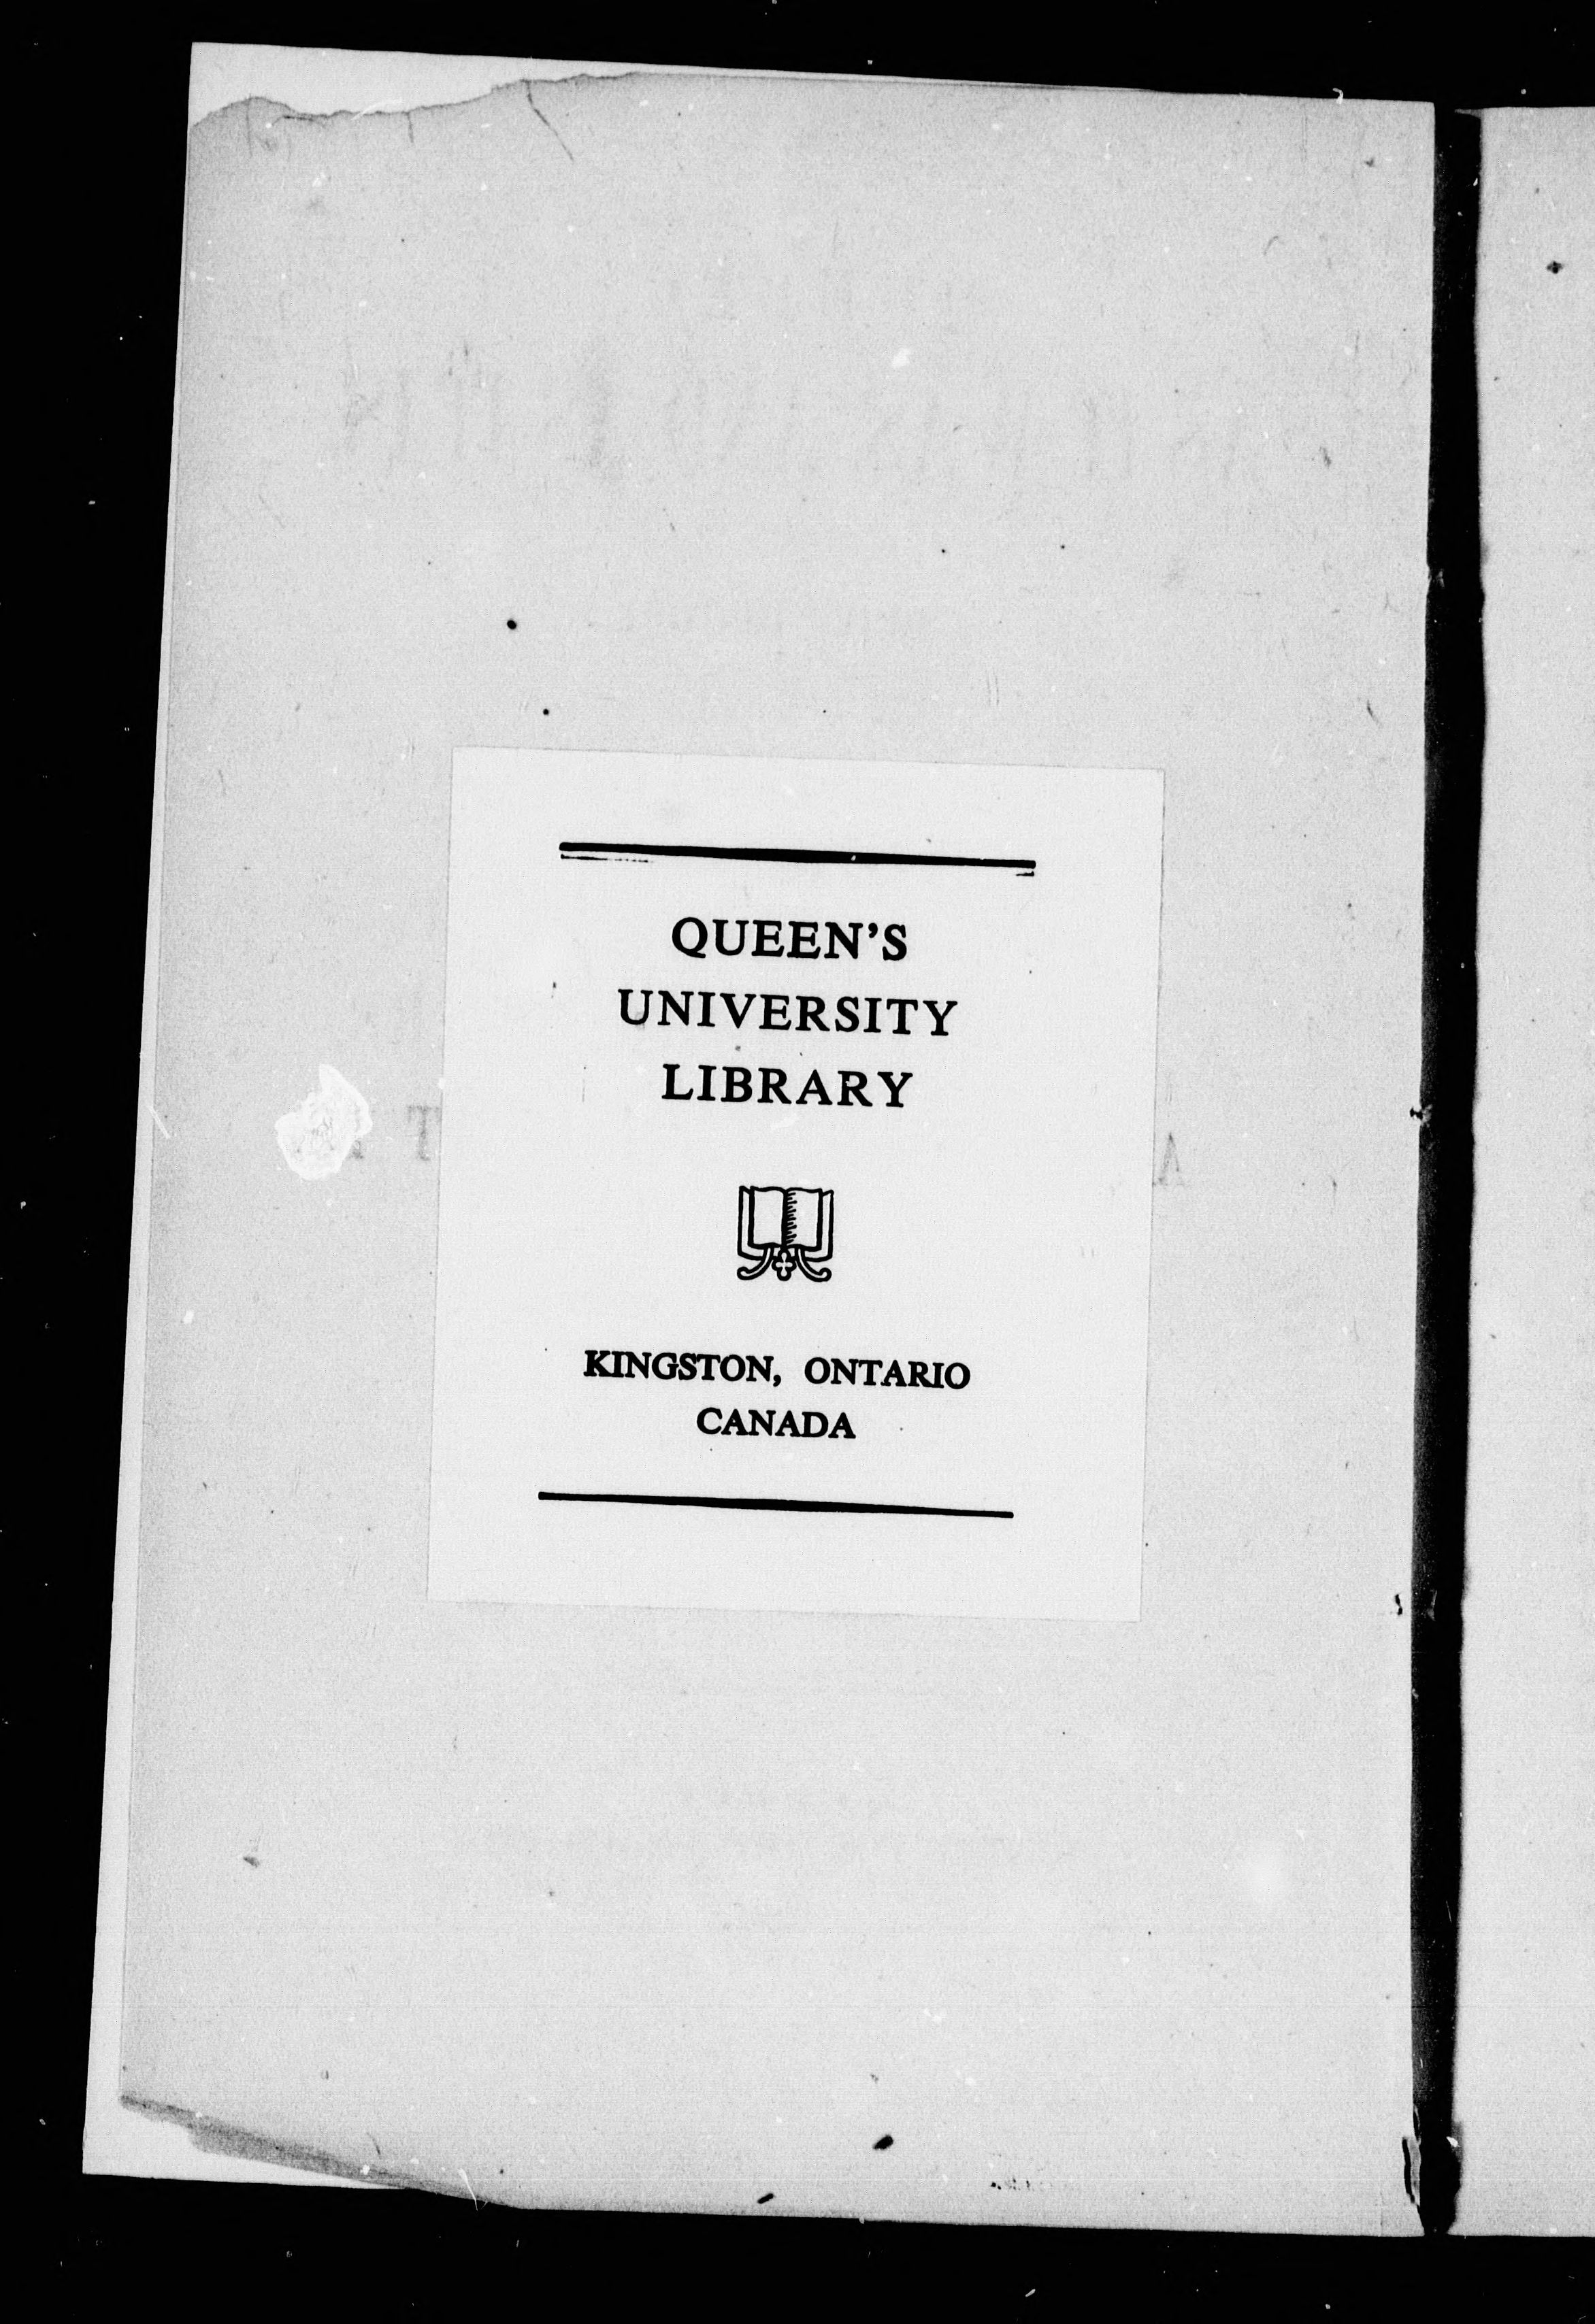 QUEEN'S
UNIVERSITY
LIBRARY
KINGSTON, ONTARIO
CANADA